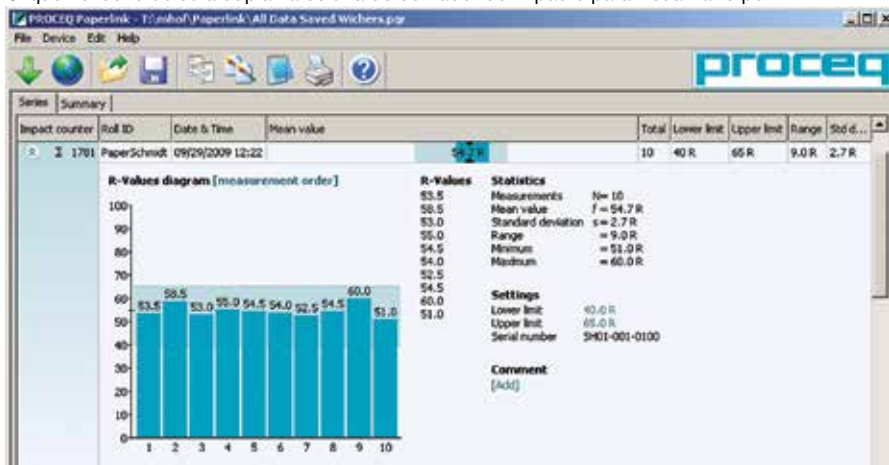 PROCEQ Paperlink - T:\mhof\Paperlink\All Data Saved Wichers.pqr
File Device Edit Help
proceq
Series Summary
Impact counter Roll ID Date & Time Mean value Total Lower limit Upper limit Range Std d...
Σ 1781 PaperSchmidt 09/29/2009 12:22 54.7 R 10 40 R 65 R 9.0 R 2.7 R
R-Values diagram [measurement order]
100
90
80
70
60
50
40
30
20
10
0
53.5 58.5 53.0 55.0 54.5 54.0 52.5 54.5 60.0 51.0
1 2 3 4 5 6 7 8 9 10
R-Values
53.5
58.5
53.0
55.0
54.5
54.0
52.5
54.5
60.0
51.0
Statistics
Measurements N= 10
Mean value = 54.7 R
Standard deviation s = 2.7 R
Range = 9.0 R
Minimum = 51.0 R
Maximum = 60.0 R
Settings
Lower limit 40.0 R
Upper limit 65.0 R
Serial number SH01-001-0100
Comment
[Add]